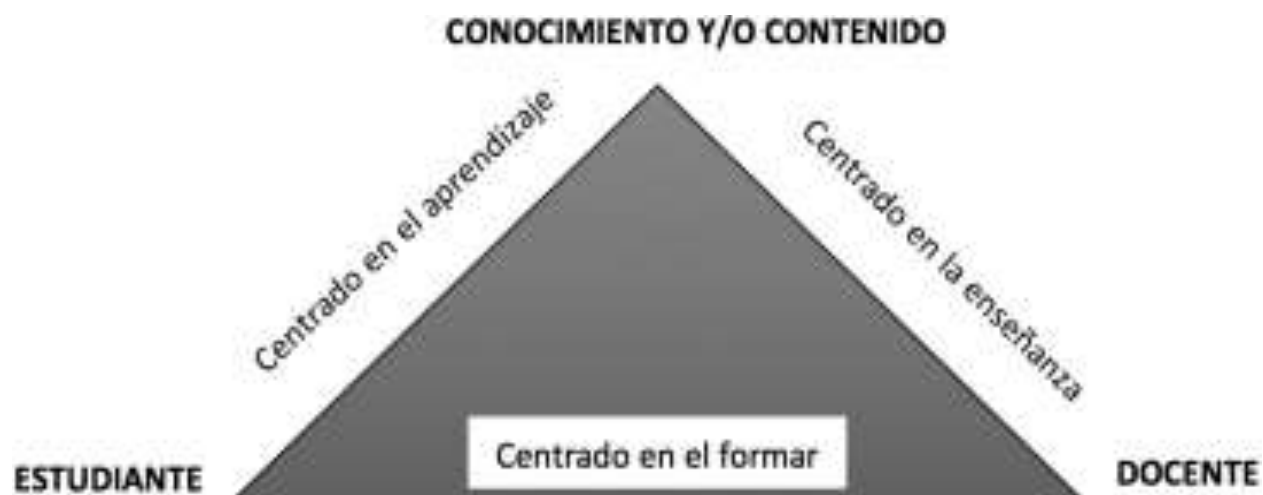 CONOCIMIENTO Y/O CONTENIDO
Centrado en el aprendizaje
Centrado en la enseñanza
Centrado en el formar
ESTUDIANTE
DOCENTE